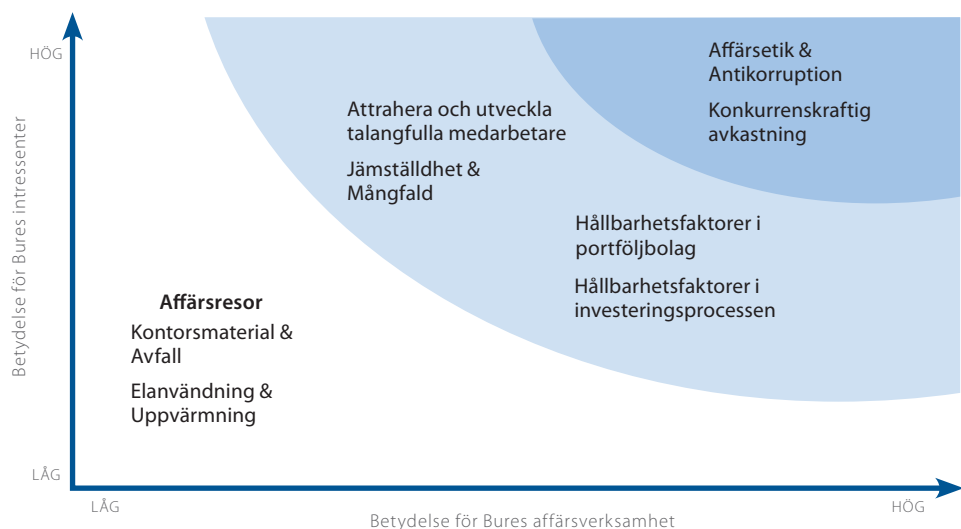 HÖG
Betydelse för Bures intressenter
LÅG
Affärsetik &
Antikorruption
Konkurrenskraftig
avkastning
Attrahera och utveckla
talangfulla medarbetare
Jämställdhet &
Mångfald
Hållbarhetsfaktorer i
portföljbolag
Hållbarhetsfaktorer i
investeringsprocessen
Affärsresor
Kontorsmaterial &
Avfall
Elanvändning &
Uppvärmning
LÅG
HÖG
Betydelse för Bures affärsverksamhet